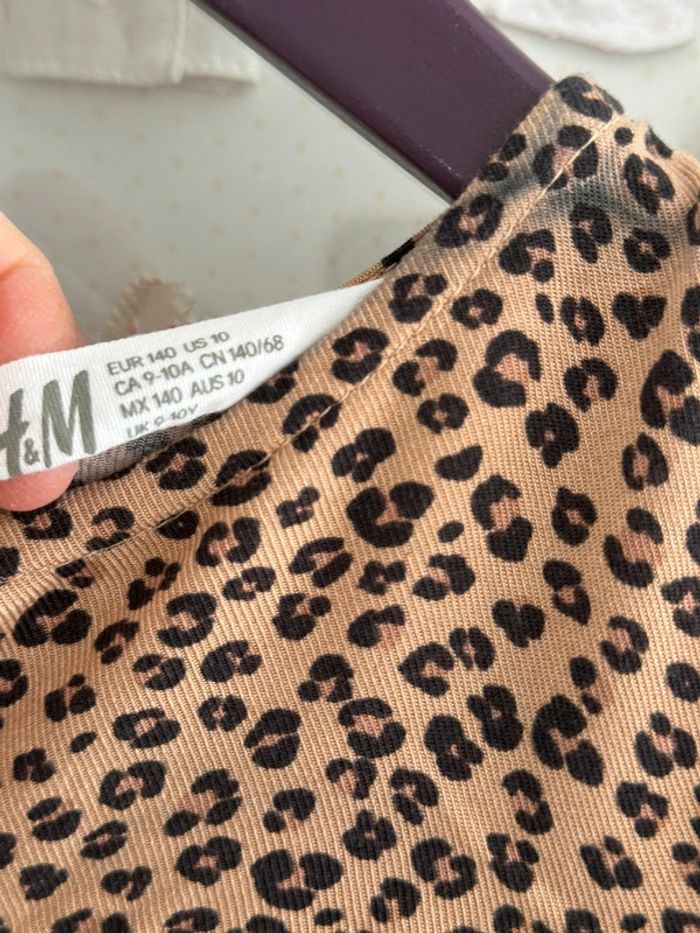 H&M
EUR 140 US 10
CA 9-10A CN 140/68
MX 140 AUS 10
UK 9-10Y